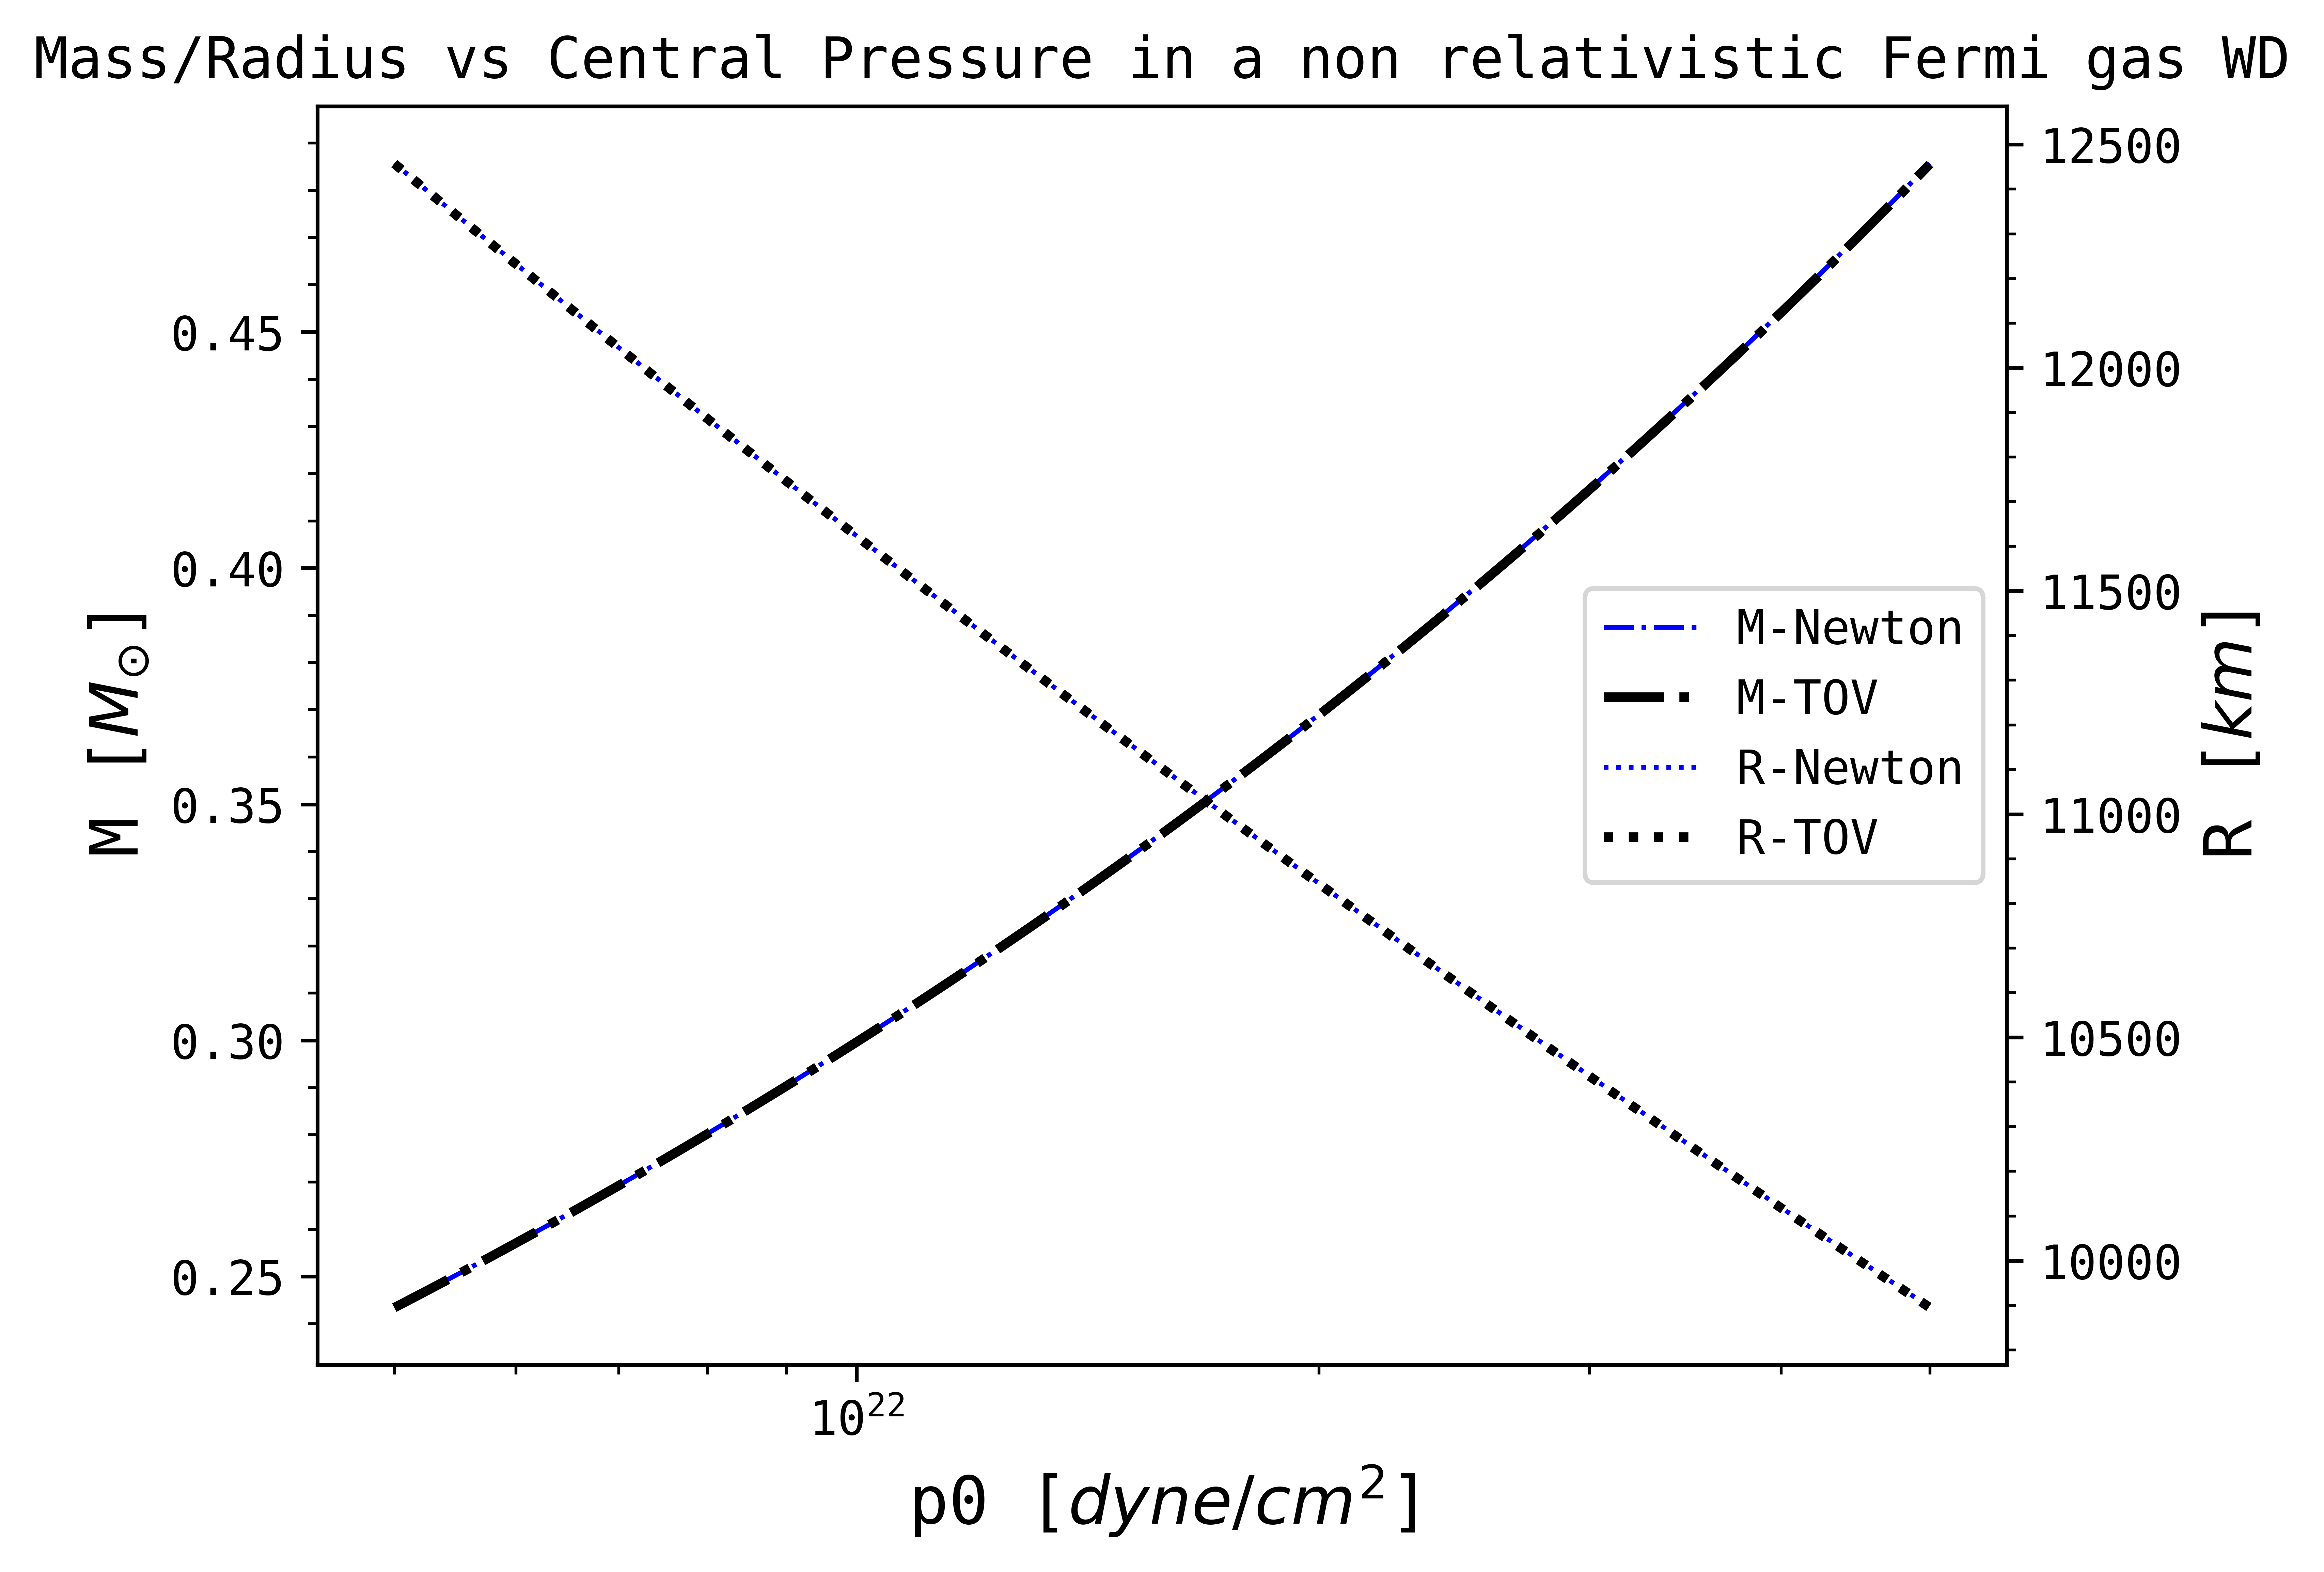 Mass/Radius vs Central Pressure in a non relativistic Fermi gas WD
M [M⊙]
0.45
0.40
0.35
0.30
0.25
12500
12000
11500
11000
10500
10000
R [km]
M-Newton
M-TOV
R-Newton
R-TOV
10²²
p0 [dyne/cm²]